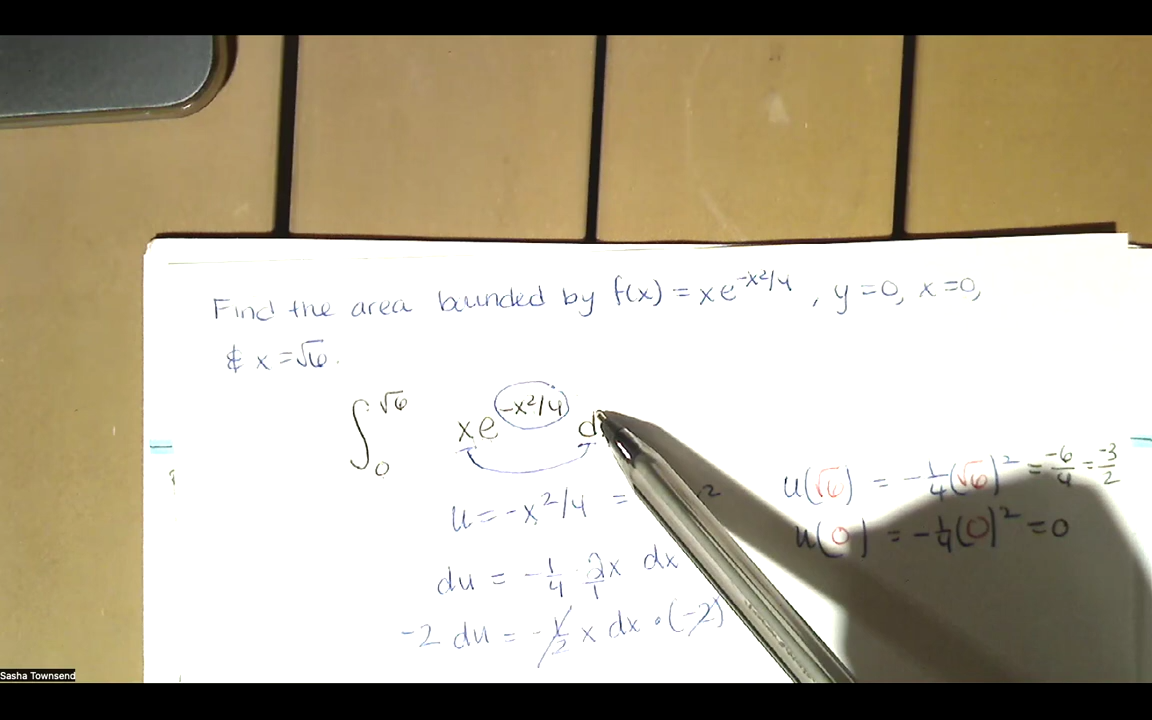 Find the area bounded by f(x) = xe^{-x²/4}, y=0, x=0,
& x=√6.
∫_0^{√6} xe^{-x²/4} d
u = -x²/4 =
du = -1/4 · 2/1 x dx
-2 du = -1/2 x dx · (-2)
u(√6) = -1/4(√6)² = -6/4 = -3/2
u(0) = -1/4(0)² = 0
Sasha Townsend